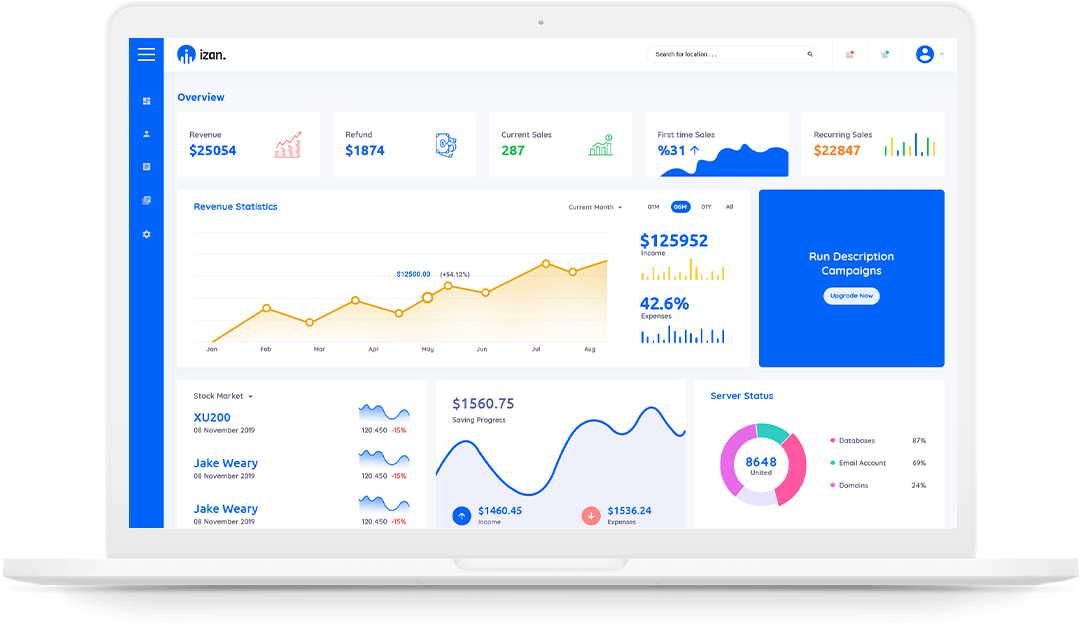 izan.
Search for location . . .
Overview
Revenue
$25054
Refund
$1874
Current Sales
287
First time Sales
%31
Recurring Sales
$22847
Revenue Statistics
Current Month
01M 06M 01Y All
$12500.00 (+54.12%)
Jan Feb Mar Apr May Jun Jul Aug
$125952
Income
42.6%
Expenses
Run Description
Campaigns
Upgrade Now
Stock Market
XU200
08 November 2019
120.450 -15%
Jake Weary
08 November 2019
120.450 -15%
Jake Weary
08 November 2019
120.450 -15%
$1560.75
Saving Progress
$1460.45
Income
$1536.24
Expenses
Server Status
8648
United
Databases 87%
Email Account 69%
Domains 24%